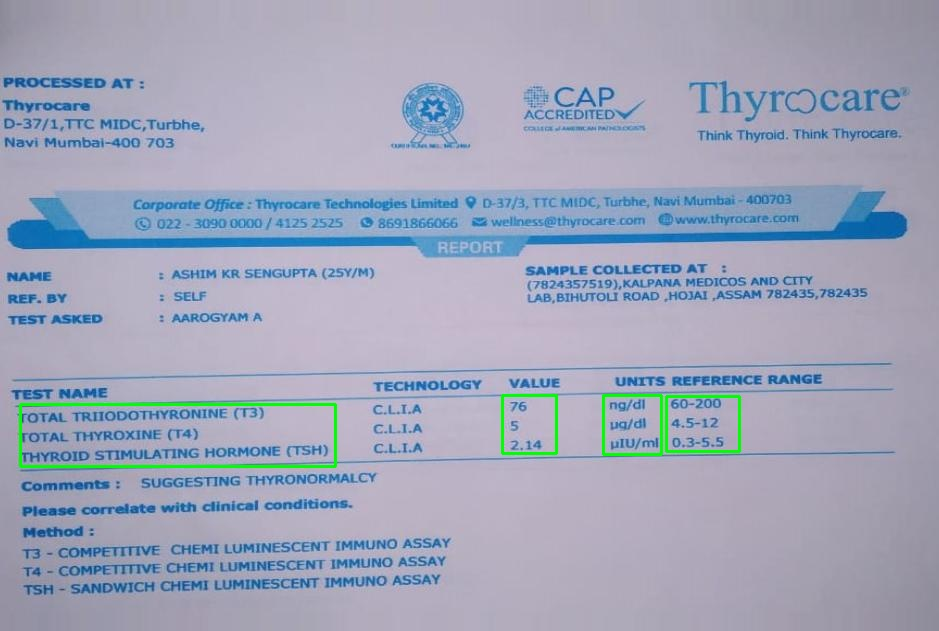 PROCESSED AT :
Thyrocare
D-37/1,TTC MIDC,Turbhe,
Navi Mumbai-400 703
CAP
ACCREDITED
COLLEGE of AMERICAN PATHOLOGISTS
Thyrocare®
Think Thyroid. Think Thyrocare.
Corporate Office : Thyrocare Technologies Limited D-37/3, TTC MIDC, Turbhe, Navi Mumbai - 400703
022 - 3090 0000 / 4125 2525 8691866066 wellness@thyrocare.com www.thyrocare.com
REPORT
NAME : ASHIM KR SENGUPTA (25Y/M)
REF. BY : SELF
TEST ASKED : AAROGYAM A
SAMPLE COLLECTED AT :
(7824357519),KALPANA MEDICOS AND CITY
LAB,BIHUTOLI ROAD ,HOJAI ,ASSAM 782435,782435
TEST NAME TECHNOLOGY VALUE UNITS REFERENCE RANGE
TOTAL TRIIODOTHYRONINE (T3) C.L.I.A 76 ng/dl 60-200
TOTAL THYROXINE (T4) C.L.I.A 5 µg/dl 4.5-12
THYROID STIMULATING HORMONE (TSH) C.L.I.A 2.14 µIU/ml 0.3-5.5
Comments : SUGGESTING THYRONORMALCY
Please correlate with clinical conditions.
Method :
T3 - COMPETITIVE CHEMI LUMINESCENT IMMUNO ASSAY
T4 - COMPETITIVE CHEMI LUMINESCENT IMMUNO ASSAY
TSH - SANDWICH CHEMI LUMINESCENT IMMUNO ASSAY